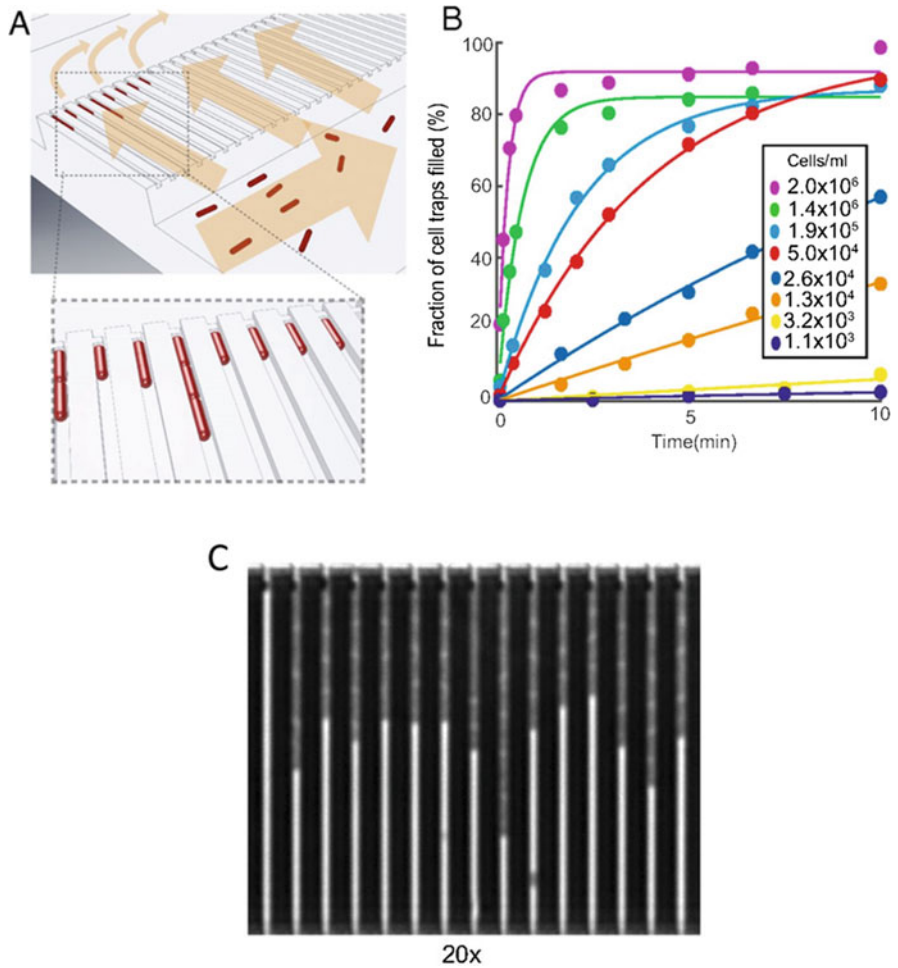 A
B
Fraction of cell traps filled (%)
100
80
60
40
20
0
Cells/ml
2.0x10⁶
1.4x10⁶
1.9x10⁵
5.0x10⁴
2.6x10⁴
1.3x10⁴
3.2x10³
1.1x10³
0
5
10
Time(min)
C
20x